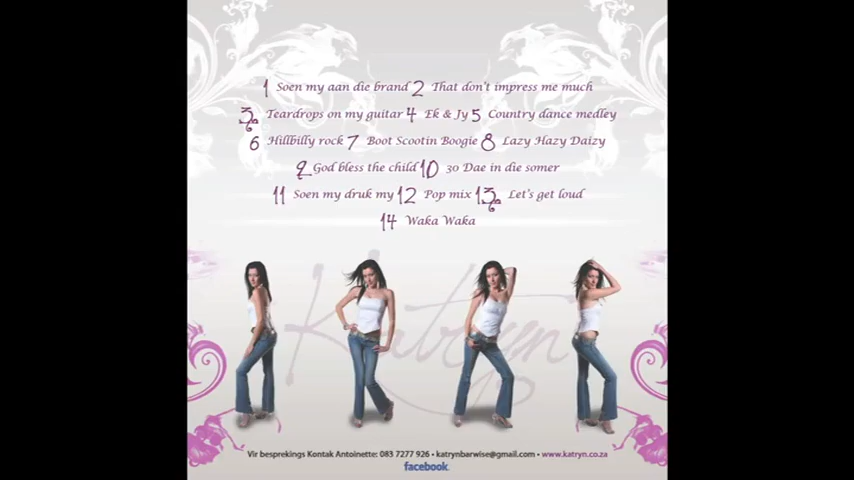 1 Soen my aan die brand 2 That don't impress me much
3 Teardrops on my guitar 4 Ek & Jy 5 Country dance medley
6 Hillbilly rock 7 Boot Scootin Boogie 8 Lazy Hazy Daizy
9 God bless the child 10 30 Dae in die somer
11 Soen my druk my 12 Pop mix 13 Let's get loud
14 Waka Waka
Katryn
Vir besprekings Kontak Antoinette: 083 7277 926 • katrynbarwise@gmail.com • www.katryn.co.za
facebook